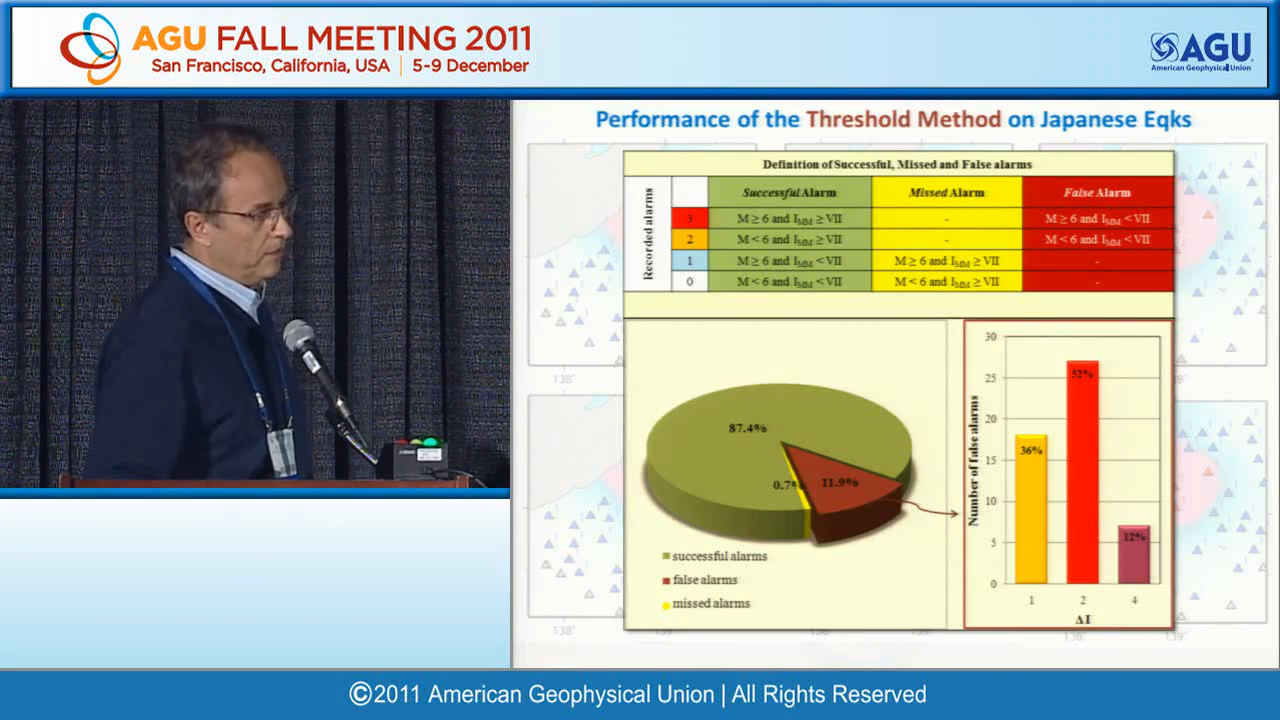 AGU FALL MEETING 2011
San Francisco, California, USA | 5-9 December
AGU
American Geophysical Union
Performance of the Threshold Method on Japanese Eqks
Definition of Successful, Missed and False alarms
Recorded alarms
Successful Alarm Missed Alarm False Alarm
3 M ≥ 6 and I_MM ≥ VII - M ≥ 6 and I_MM < VII
2 M < 6 and I_MM ≥ VII - M < 6 and I_MM < VII
1 M ≥ 6 and I_MM < VII M ≥ 6 and I_MM ≥ VII -
0 M < 6 and I_MM < VII M < 6 and I_MM ≥ VII -
87.4%
0.7%
11.9%
successful alarms
false alarms
missed alarms
Number of false alarms
30
25
20
15
10
5
0
36%
52%
12%
1 2 4
ΔI
138°
139°
138°
139°
©2011 American Geophysical Union | All Rights Reserved